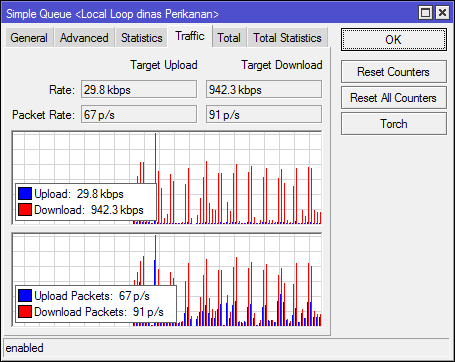 Simple Queue <Local Loop dinas Perikanan>
General Advanced Statistics Traffic Total Total Statistics
OK
Target Upload Target Download
Rate: 29.8 kbps 942.3 kbps
Reset Counters
Packet Rate: 67 p/s 91 p/s
Reset All Counters
Torch
Upload: 29.8 kbps
Download: 942.3 kbps
Upload Packets: 67 p/s
Download Packets: 91 p/s
enabled